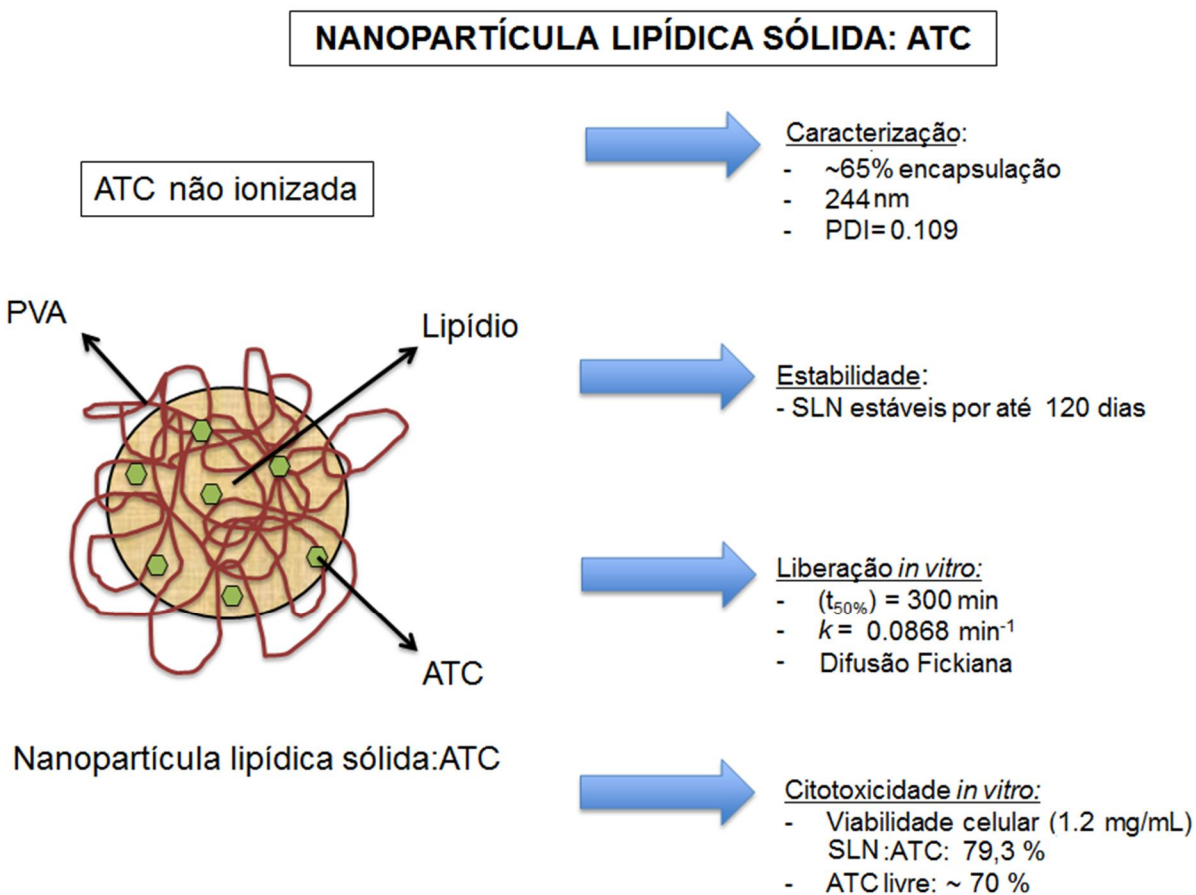 NANOPARTÍCULA LIPÍDICA SÓLIDA: ATC
ATC não ionizada
PVA
Lipídio
ATC
Nanopartícula lipídica sólida:ATC
Caracterização:
- ~65% encapsulação
- 244 nm
- PDI= 0.109
Estabilidade:
- SLN estáveis por até 120 dias
Liberação in vitro:
- (t50%) = 300 min
- k = 0.0868 min-1
- Difusão Fickiana
Citotoxicidade in vitro:
- Viabilidade celular (1.2 mg/mL)
SLN:ATC: 79,3 %
- ATC livre: ~ 70 %